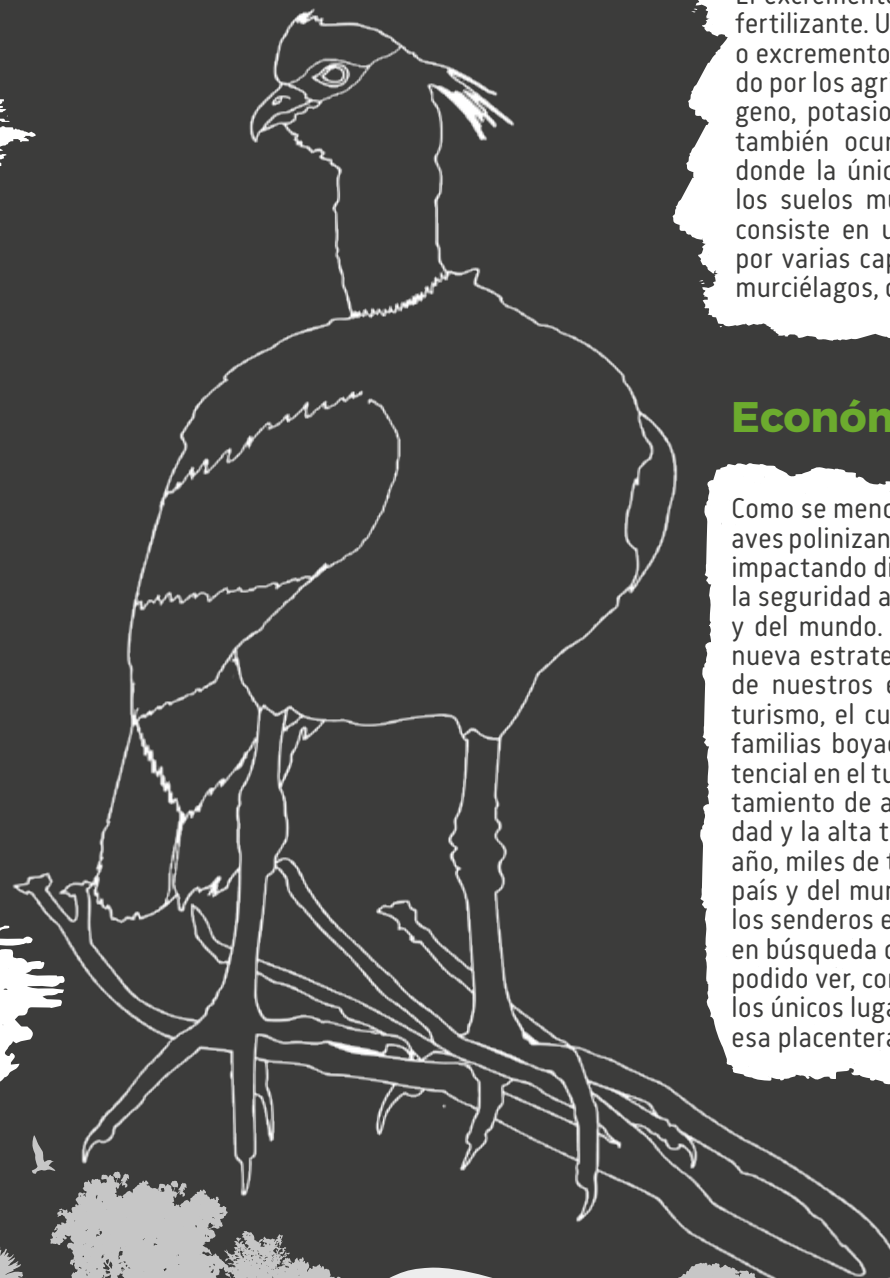 fertilizante. U
o excremento
do por los agr
geno, potasio
también ocur
donde la únic
los suelos mu
consiste en u
por varias cap
murciélagos, c
Económ
Como se menc
aves polinizan
impactando di
la seguridad a
y del mundo.
nueva estrate
de nuestros e
turismo, el cu
familias boyac
tencial en el tu
tamiento de a
dad y la alta t
año, miles de t
país y del mun
los senderos e
en búsqueda d
podido ver, con
los únicos luga
esa placentera